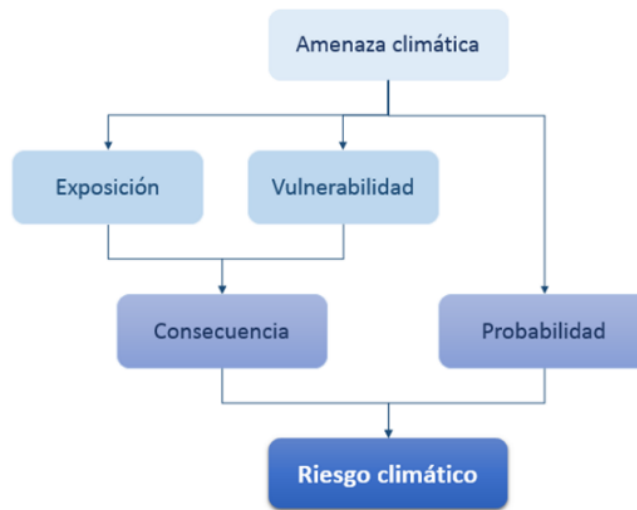 Amenaza climática
Exposición
Vulnerabilidad
Consecuencia
Probabilidad
Riesgo climático